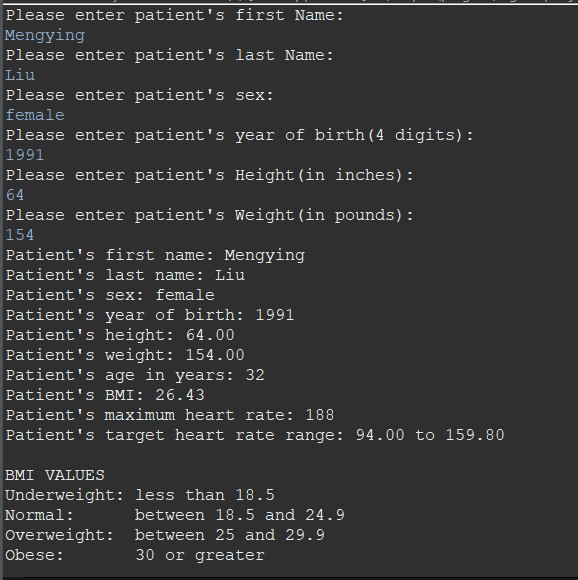 Please enter patient's first Name:
Mengying
Please enter patient's last Name:
Liu
Please enter patient's sex:
female
Please enter patient's year of birth(4 digits):
1991
Please enter patient's Height(in inches):
64
Please enter patient's Weight(in pounds):
154
Patient's first name: Mengying
Patient's last name: Liu
Patient's sex: female
Patient's year of birth: 1991
Patient's height: 64.00
Patient's weight: 154.00
Patient's age in years: 32
Patient's BMI: 26.43
Patient's maximum heart rate: 188
Patient's target heart rate range: 94.00 to 159.80
BMI VALUES
Underweight: less than 18.5
Normal:      between 18.5 and 24.9
Overweight:  between 25 and 29.9
Obese:       30 or greater